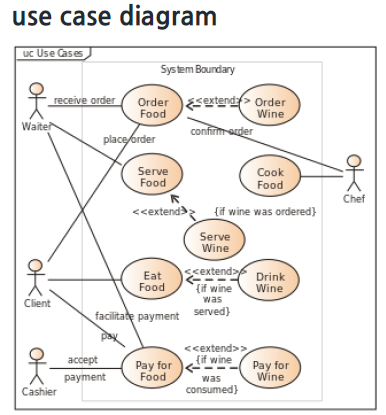 use case diagram
uc Use Cases
System Boundary
receive order
Order
Food
<<extend>>
Order
Wine
Waiter
place order
confirm order
Serve
Food
Cook
Food
Chef
<<extend>>
{if wine was ordered}
Serve
Wine
Client
Eat
Food
<<extend>>
{if wine
was
served}
Drink
Wine
facilitate payment
pay
Cashier
accept
payment
Pay for
Food
<<extend>>
{if wine
was
consumed}
Pay for
Wine